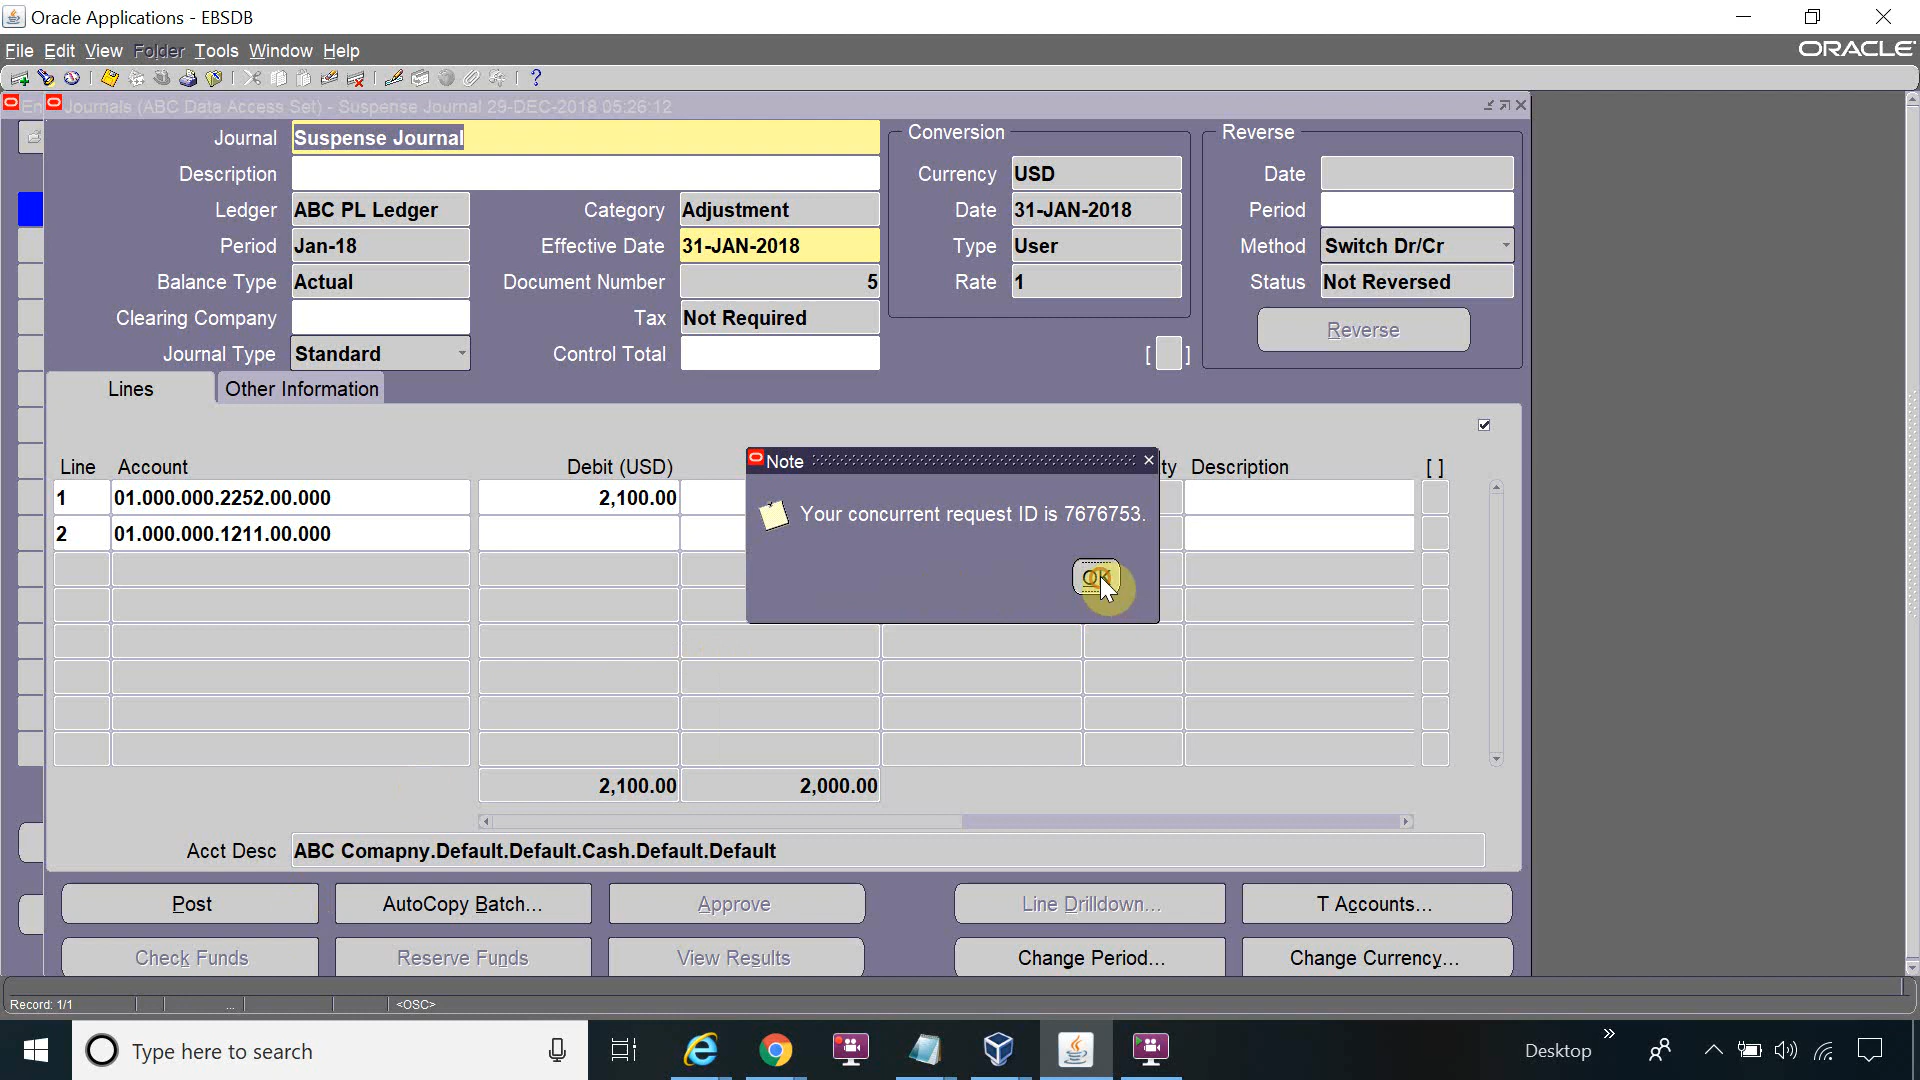 Oracle Applications - EBSDB
File Edit View Folder Tools Window Help
ORACLE
En
Journals (ABC Data Access Set) - Suspense Journal 29-DEC-2018 05:26:12
Journal Suspense Journal
Description
Ledger ABC PL Ledger Category Adjustment
Period Jan-18 Effective Date 31-JAN-2018
Balance Type Actual Document Number 5
Clearing Company Tax Not Required
Journal Type Standard Control Total
[ ]
Conversion
Currency USD
Date 31-JAN-2018
Type User
Rate 1
Reverse
Date
Period
Method Switch Dr/Cr
Status Not Reversed
Reverse
Lines Other Information
Line Account Debit (USD) ty Description [ ]
1 01.000.000.2252.00.000 2,100.00
2 01.000.000.1211.00.000
Note
Your concurrent request ID is 7676753.
OK
2,100.00 2,000.00
Acct Desc ABC Comapny.Default.Default.Cash.Default.Default
Post AutoCopy Batch... Approve Line Drilldown... T Accounts...
Check Funds Reserve Funds View Results Change Period... Change Currency...
Record: 1/1 ... <OSC>
Type here to search
Desktop